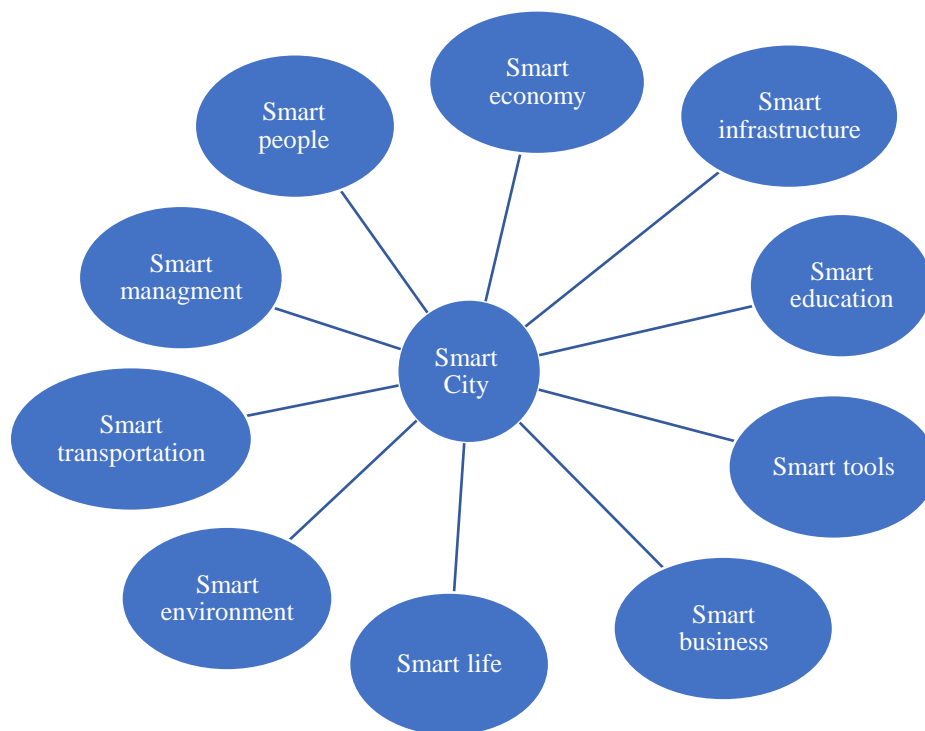 Smart
economy
Smart
infrastructure
Smart
people
Smart
managment
Smart
education
Smart
City
Smart
transportation
Smart tools
Smart
environment
Smart life
Smart
business